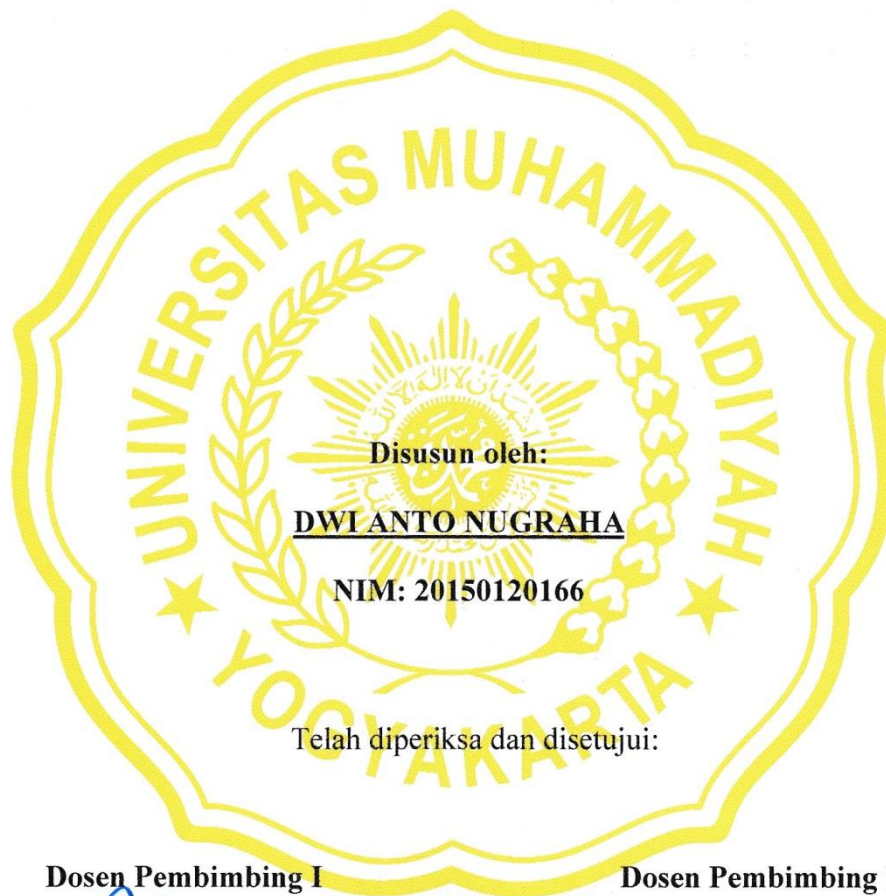 UNIVERSITAS MUHAMMADIYAH
Disusun oleh:
DWI ANTO NUGRAHA
NIM: 20150120166
YOGYAKARTA
Telah diperiksa dan disetujui:
Dosen Pembimbing I Dosen Pembimbing